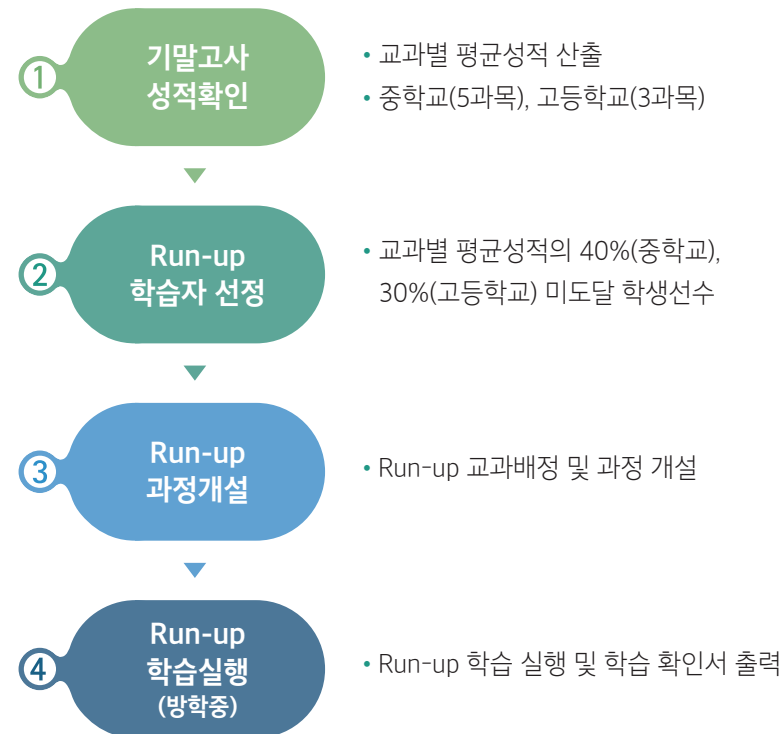 1
기말고사
성적확인
• 교과별 평균성적 산출
• 중학교(5과목), 고등학교(3과목)
2
Run-up
학습자 선정
• 교과별 평균성적의 40%(중학교),
30%(고등학교) 미도달 학생선수
3
Run-up
과정개설
• Run-up 교과배정 및 과정 개설
4
Run-up
학습실행
(방학중)
• Run-up 학습 실행 및 학습 확인서 출력